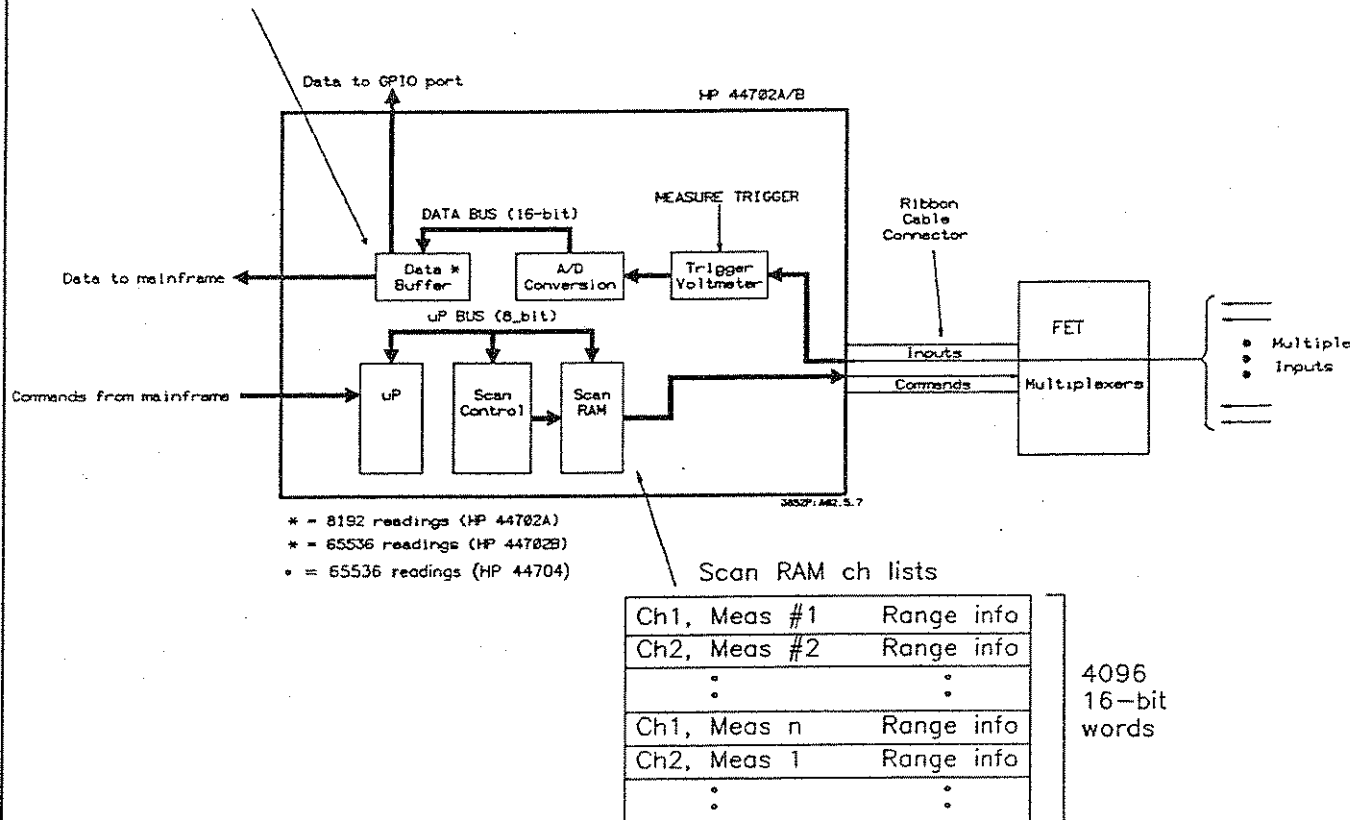 Data to GPIO port
HP 44702A/B
MEASURE TRIGGER
DATA BUS (16-bit)
Ribbon
Cable
Connector
Data to mainframe
Data *
Buffer
A/D
Conversion
Trigger
Voltmeter
uP BUS (8_bit)
FET
Multiplexers
Inputs
Commands
Multiple
Inputs
Commands from mainframe
uP
Scan
Control
Scan
RAM
* = 8192 readings (HP 44702A)
* = 65536 readings (HP 44702B)
• = 65536 readings (HP 44704)
Scan RAM ch lists
Ch1, Meas #1 Range info
Ch2, Meas #2 Range info
Ch1, Meas n Range info
Ch2, Meas 1 Range info
4096
16-bit
words